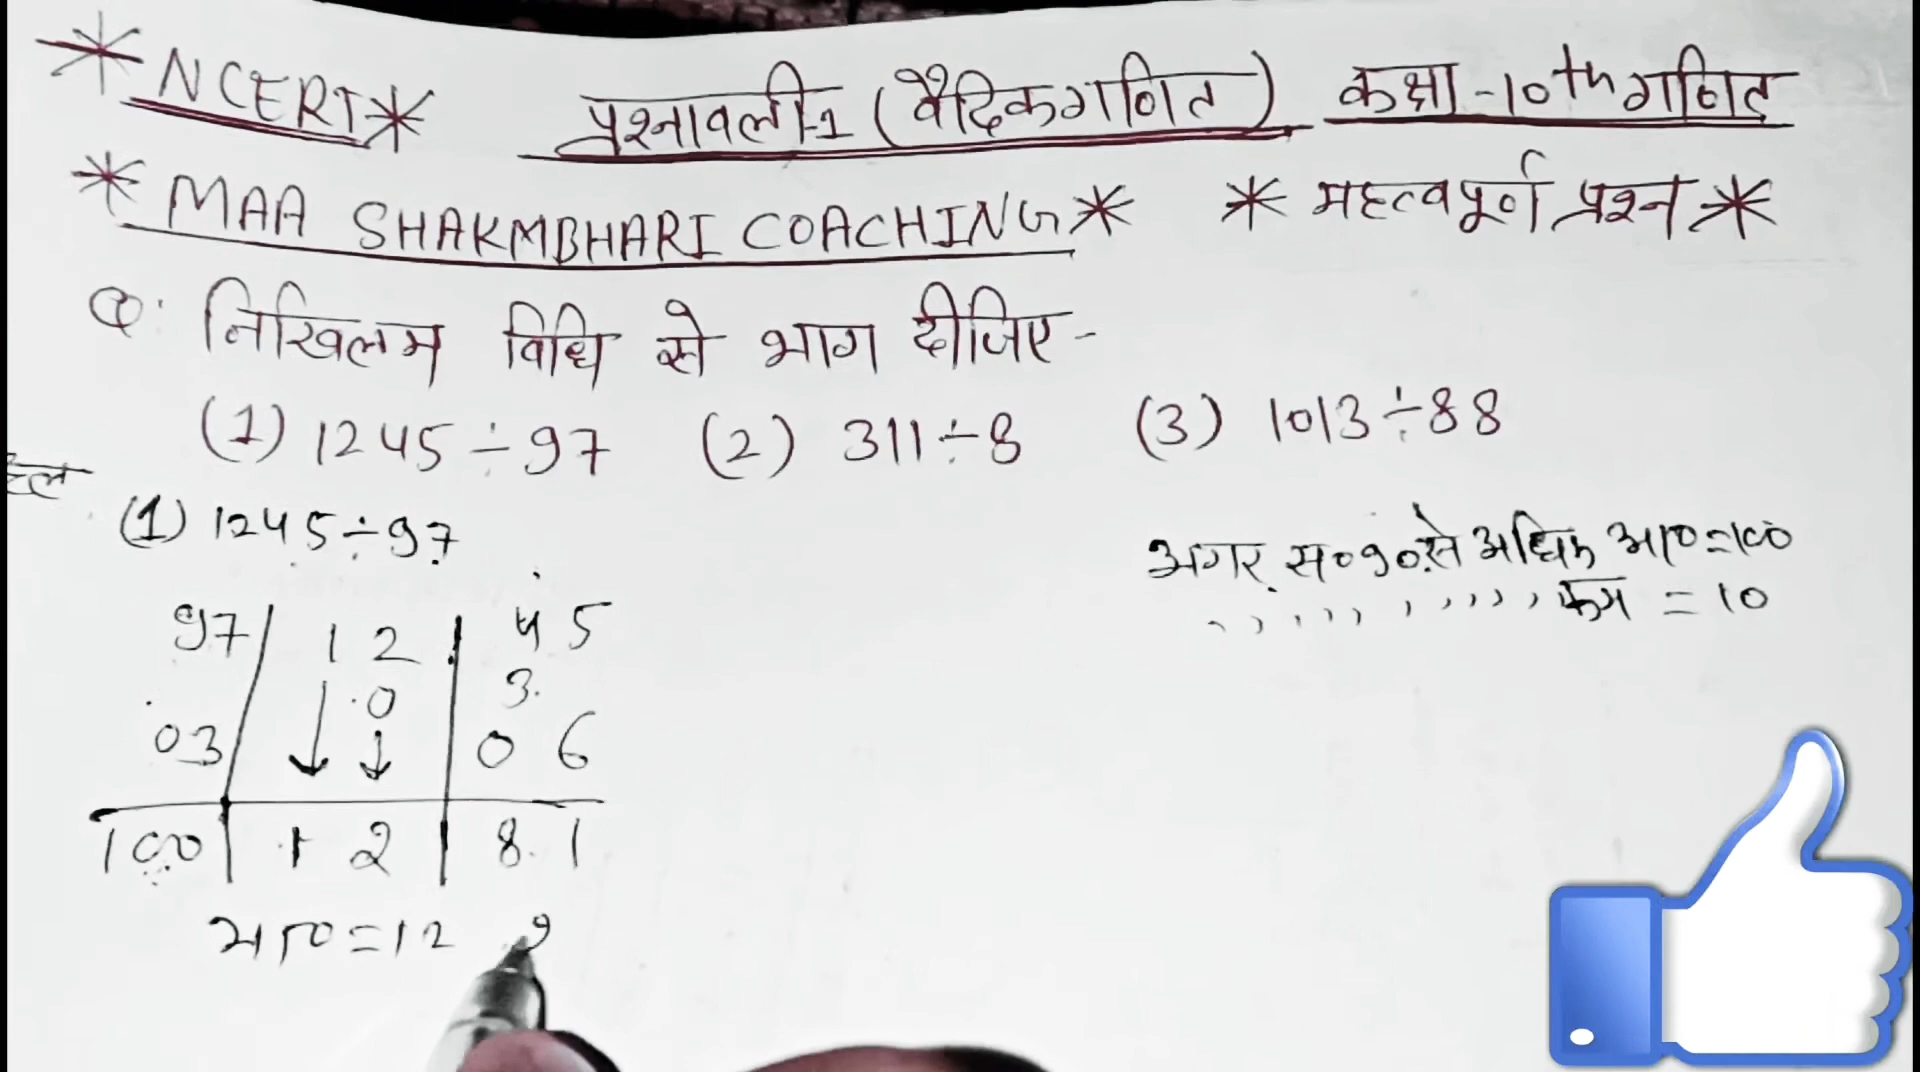 *NCERT* प्रश्नावली-1 (वैदिकगणित) कक्षा-10th गणित
*MAA SHAKMBHARI COACHING* *महत्वपूर्ण प्रश्न*
Q. निखिलम विधि से भाग दीजिए-
(1) 1245÷97 (2) 311÷8 (3) 1013÷88
हल
(1) 1245÷97
अगर स०90 से अधिक आ0=100
,, ,, ,, ,, ,, कम = 10
97 / 1 2 | 4 5
0 | 3
03 / ↓ ↓ | 0 6
100 | 1 2 | 8 1
भा0=12